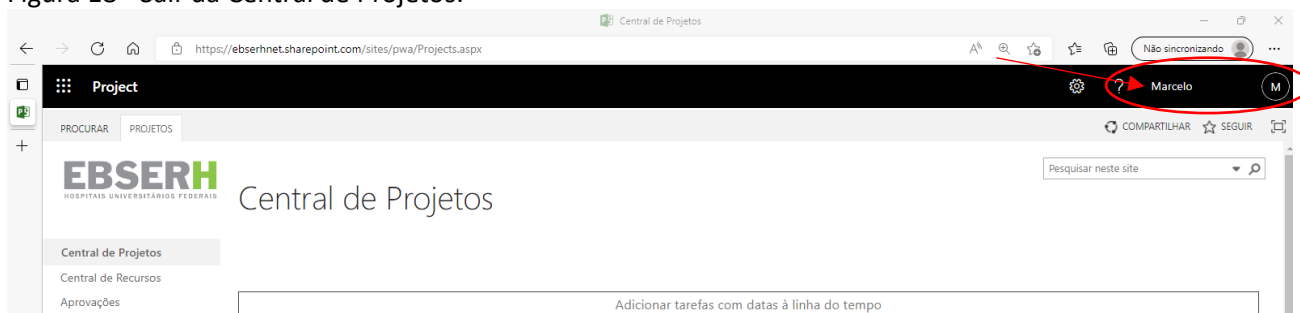 Figura 18 - Sair da Central de Projetos.
Central de Projetos
https://ebserhnet.sharepoint.com/sites/pwa/Projects.aspx
Não sincronizando
Project
? Marcelo M
PROCURAR PROJETOS
COMPARTILHAR SEGUIR
EBSERH
HOSPITAIS UNIVERSITÁRIOS FEDERAIS
Central de Projetos
Pesquisar neste site
Central de Projetos
Central de Recursos
Aprovações
Adicionar tarefas com datas à linha do tempo